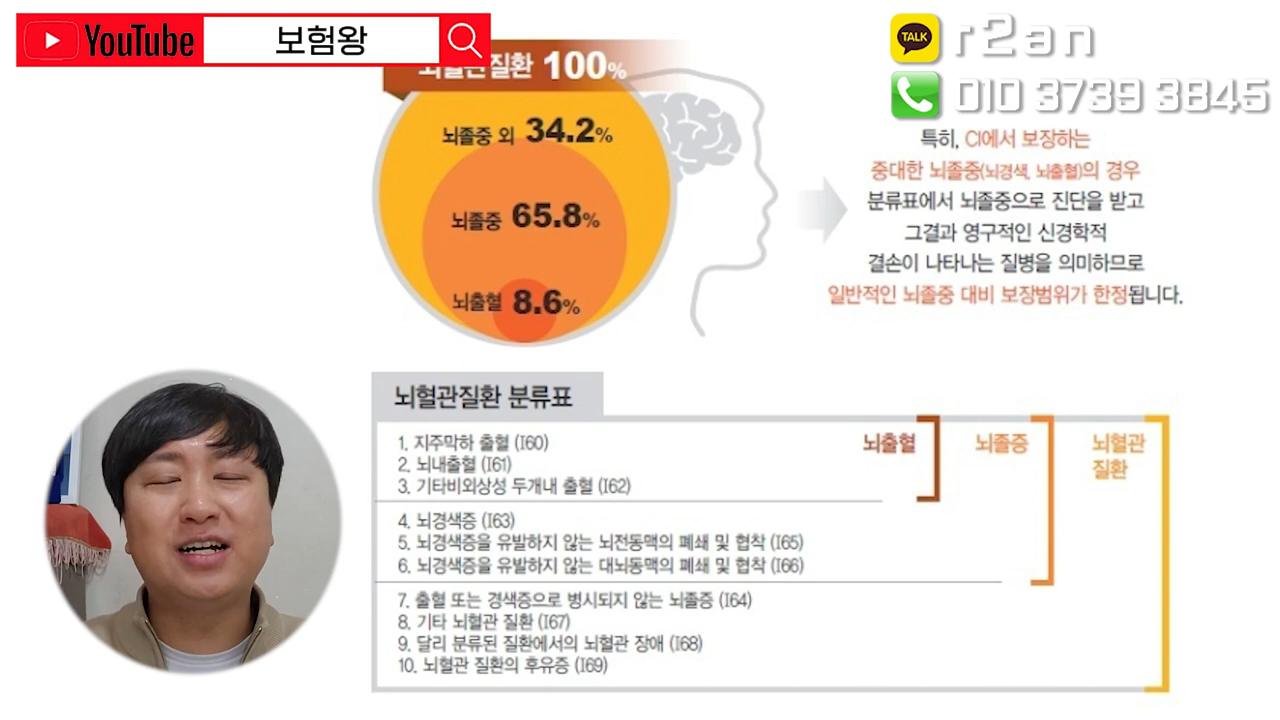 YouTube 보험왕
TALK r2an
010 3739 3845
뇌혈관질환 100%
뇌졸중 외 34.2%
뇌졸중 65.8%
뇌출혈 8.6%
특히, CI에서 보장하는
중대한 뇌졸중(뇌경색, 뇌출혈)의 경우
분류표에서 뇌졸중으로 진단을 받고
그결과 영구적인 신경학적
결손이 나타나는 질병을 의미하므로
일반적인 뇌졸중 대비 보장범위가 한정됩니다.
뇌혈관질환 분류표
1. 지주막하 출혈 (I60)
2. 뇌내출혈 (I61)
3. 기타비외상성 두개내 출혈 (I62)
4. 뇌경색증 (I63)
5. 뇌경색증을 유발하지 않는 뇌전동맥의 폐쇄 및 협착 (I65)
6. 뇌경색증을 유발하지 않는 대뇌동맥의 폐쇄 및 협착 (I66)
7. 출혈 또는 경색증으로 병시되지 않는 뇌졸증 (I64)
8. 기타 뇌혈관 질환 (I67)
9. 달리 분류된 질환에서의 뇌혈관 장애 (I68)
10. 뇌혈관 질환의 후유증 (I69)
뇌출혈
뇌졸증
뇌혈관
질환